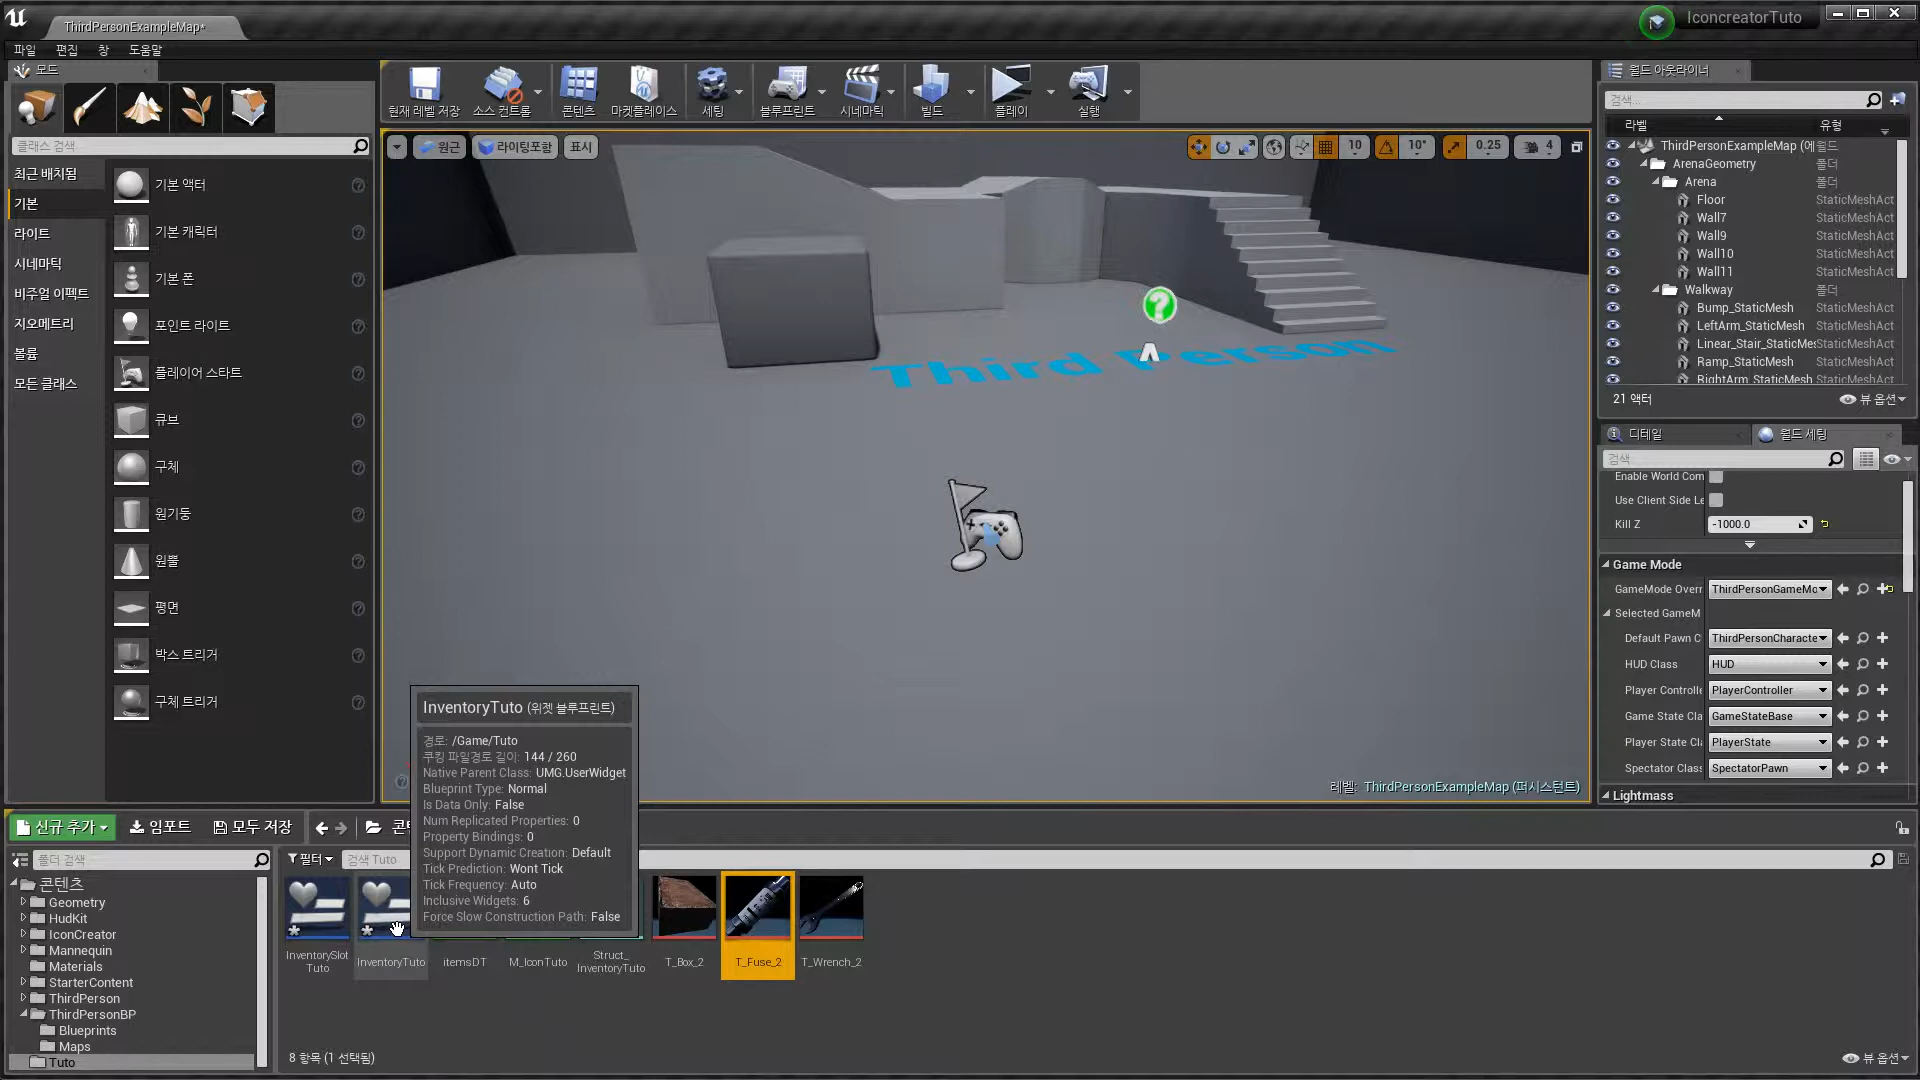 ThirdPersonExampleMap*
IconcreatorTuto
파일 편집 창 도움말
모드
클래스 검색
최근 배치됨
기본
라이트
시네마틱
비주얼 이펙트
지오메트리
볼륨
모든 클래스
기본 액터
기본 캐릭터
기본 폰
포인트 라이트
플레이어 스타트
큐브
구체
원기둥
원뿔
평면
박스 트리거
구체 트리거
현재 레벨 저장
소스 컨트롤
콘텐츠
마켓플레이스
세팅
블루프린트
시네마틱
빌드
플레이
실행
원근
라이팅포함
표시
10
10°
0.25
4
Third Person
레벨: ThirdPersonExampleMap (퍼시스턴트)
월드 아웃라이너
검색...
라벨 유형
ThirdPersonExampleMap (에 월드
ArenaGeometry 폴더
Arena 폴더
Floor StaticMeshAct
Wall7 StaticMeshAct
Wall9 StaticMeshAct
Wall10 StaticMeshAct
Wall11 StaticMeshAct
Walkway 폴더
Bump_StaticMesh StaticMeshAct
LeftArm_StaticMesh StaticMeshAct
Linear_Stair_StaticMes StaticMeshAct
Ramp_StaticMesh StaticMeshAct
RightArm_StaticMesh StaticMeshAct
21 액터
뷰 옵션
디테일
월드 세팅
검색
Enable World Com
Use Client Side Le
Kill Z -1000.0
Game Mode
GameMode Overr ThirdPersonGameMo
Selected GameM
Default Pawn C ThirdPersonCharacte
HUD Class HUD
Player Controlle PlayerController
Game State Cla GameStateBase
Player State Cl PlayerState
Spectator Class SpectatorPawn
Lightmass
InventoryTuto (위젯 블루프린트)
경로: /Game/Tuto
쿠킹 파일경로 길이: 144 / 260
Native Parent Class: UMG.UserWidget
Blueprint Type: Normal
Is Data Only: False
Num Replicated Properties: 0
Property Bindings: 0
Support Dynamic Creation: Default
Tick Prediction: Wont Tick
Tick Frequency: Auto
Inclusive Widgets: 6
Force Slow Construction Path: False
신규 추가
임포트
모두 저장
콘
폴더 검색
필터
검색 Tuto
콘텐츠
Geometry
HudKit
IconCreator
Mannequin
Materials
StarterContent
ThirdPerson
ThirdPersonBP
Blueprints
Maps
Tuto
InventorySlot
Tuto
InventoryTuto
itemsDT
M_IconTuto
Struct_
InventoryTuto
T_Box_2
T_Fuse_2
T_Wrench_2
8 항목 (1 선택됨)
뷰 옵션